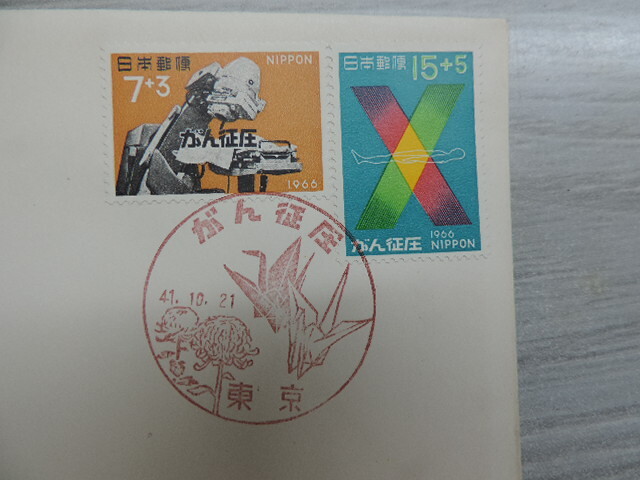 日本郵便 NIPPON
7+3
がん征圧
1966
日本郵便 15+5
がん征圧 1966 NIPPON
がん征圧
41.10.21
東京